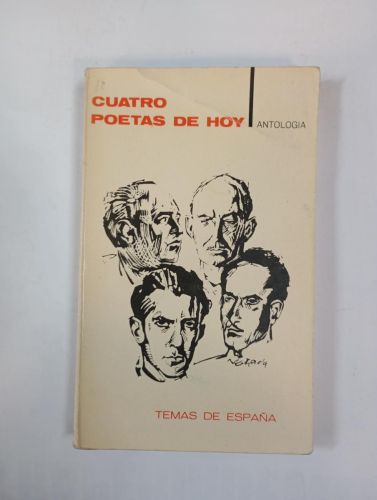 CUATRO
POETAS DE HOY
ANTOLOGIA
TEMAS DE ESPAÑA